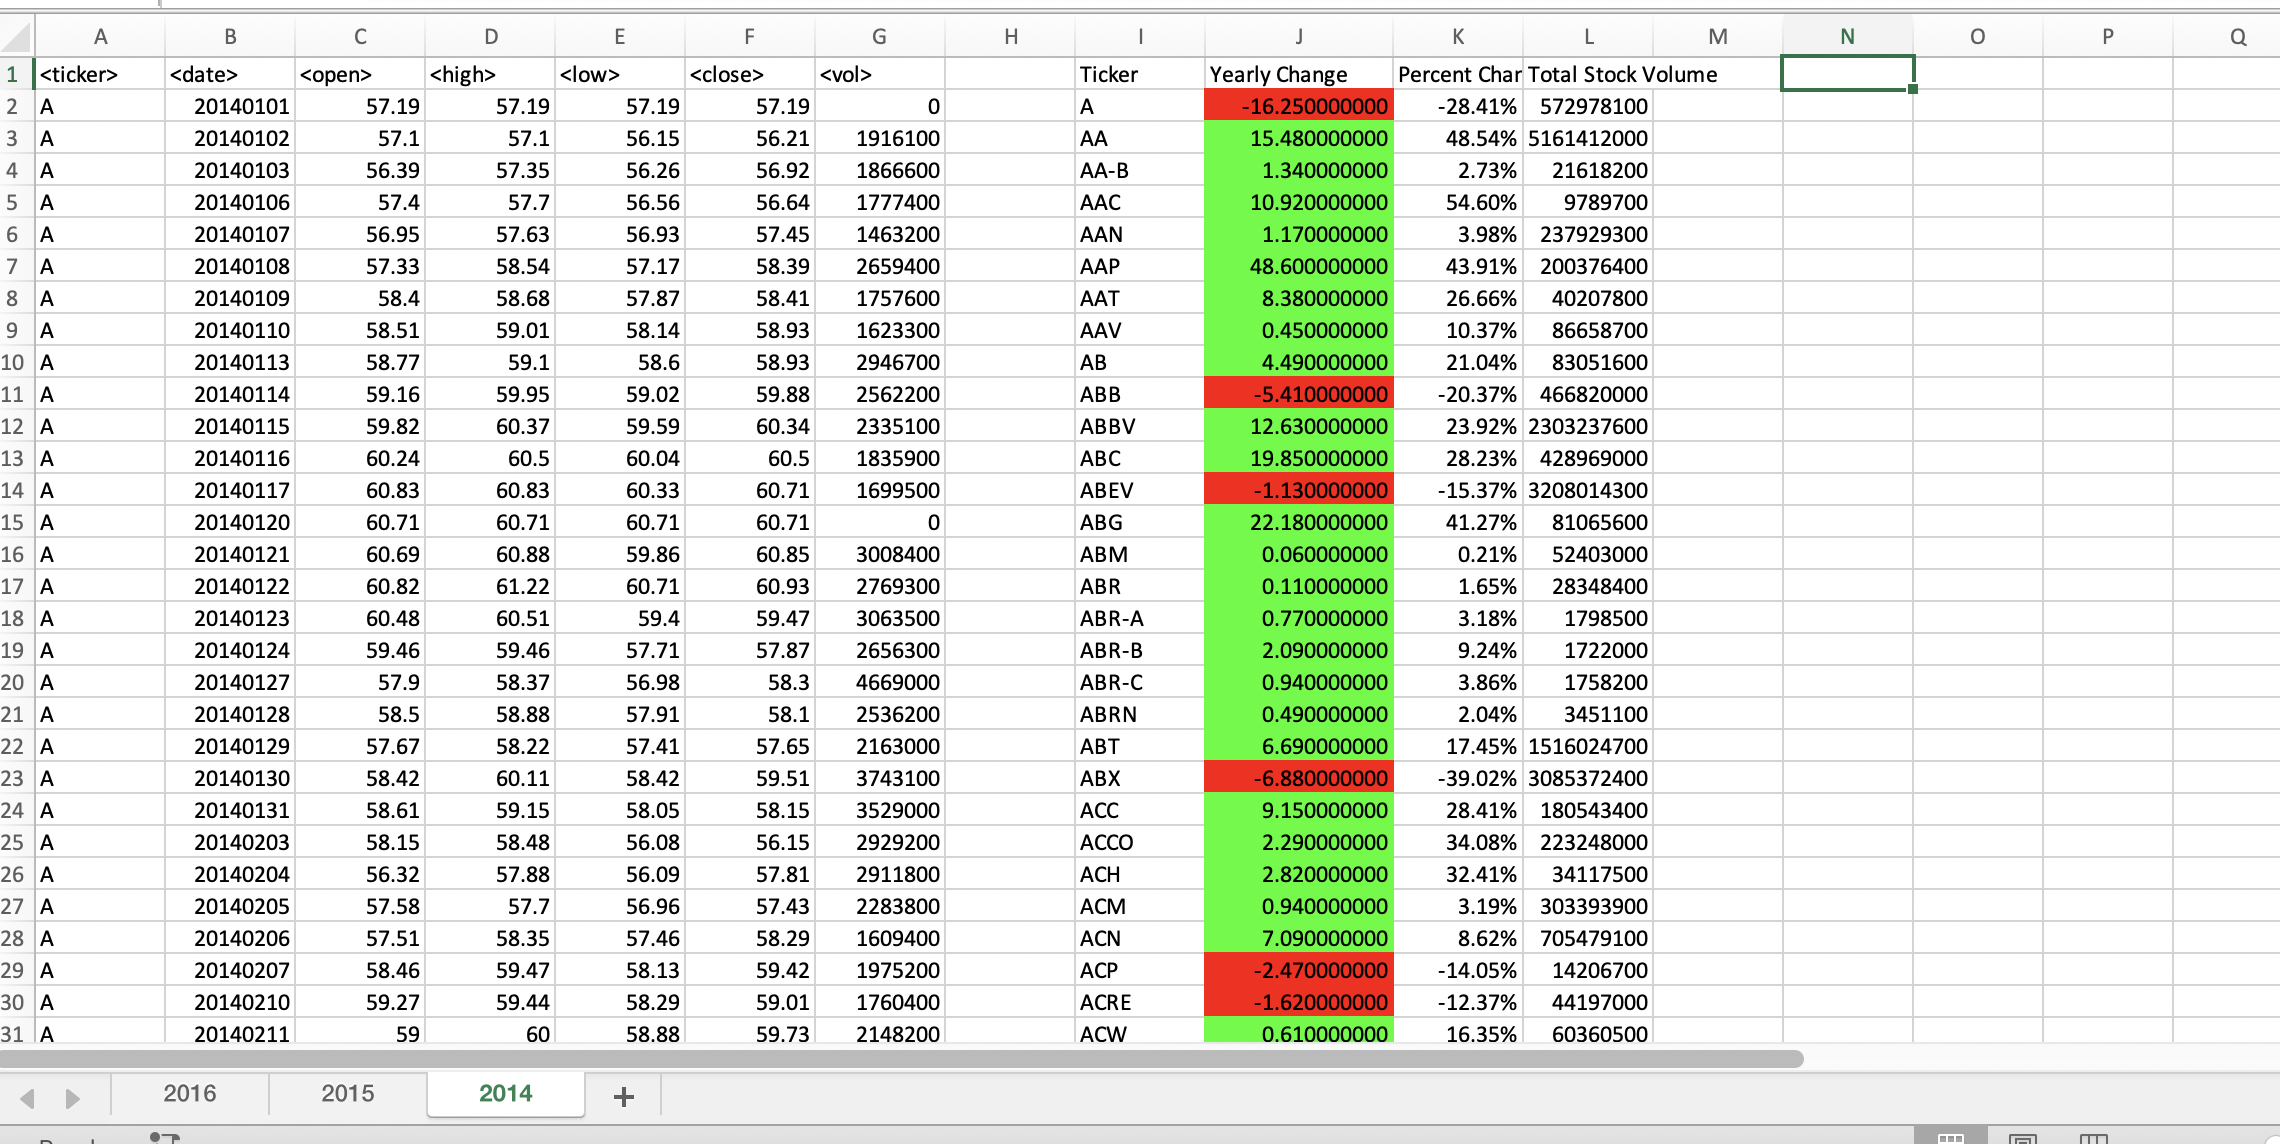 A B C D E F G H I J K L M N O P Q
1 <ticker> <date> <open> <high> <low> <close> <vol> Ticker Yearly Change Percent Char Total Stock Volume
2 A 20140101 57.19 57.19 57.19 57.19 0 A -16.250000000 -28.41% 572978100
3 A 20140102 57.1 57.1 56.15 56.21 1916100 AA 15.480000000 48.54% 5161412000
4 A 20140103 56.39 57.35 56.26 56.92 1866600 AA-B 1.340000000 2.73% 21618200
5 A 20140106 57.4 57.7 56.56 56.64 1777400 AAC 10.920000000 54.60% 9789700
6 A 20140107 56.95 57.63 56.93 57.45 1463200 AAN 1.170000000 3.98% 237929300
7 A 20140108 57.33 58.54 57.17 58.39 2659400 AAP 48.600000000 43.91% 200376400
8 A 20140109 58.4 58.68 57.87 58.41 1757600 AAT 8.380000000 26.66% 40207800
9 A 20140110 58.51 59.01 58.14 58.93 1623300 AAV 0.450000000 10.37% 86658700
10 A 20140113 58.77 59.1 58.6 58.93 2946700 AB 4.490000000 21.04% 83051600
11 A 20140114 59.16 59.95 59.02 59.88 2562200 ABB -5.410000000 -20.37% 466820000
12 A 20140115 59.82 60.37 59.59 60.34 2335100 ABBV 12.630000000 23.92% 2303237600
13 A 20140116 60.24 60.5 60.04 60.5 1835900 ABC 19.850000000 28.23% 428969000
14 A 20140117 60.83 60.83 60.33 60.71 1699500 ABEV -1.130000000 -15.37% 3208014300
15 A 20140120 60.71 60.71 60.71 60.71 0 ABG 22.180000000 41.27% 81065600
16 A 20140121 60.69 60.88 59.86 60.85 3008400 ABM 0.060000000 0.21% 52403000
17 A 20140122 60.82 61.22 60.71 60.93 2769300 ABR 0.110000000 1.65% 28348400
18 A 20140123 60.48 60.51 59.4 59.47 3063500 ABR-A 0.770000000 3.18% 1798500
19 A 20140124 59.46 59.46 57.71 57.87 2656300 ABR-B 2.090000000 9.24% 1722000
20 A 20140127 57.9 58.37 56.98 58.3 4669000 ABR-C 0.940000000 3.86% 1758200
21 A 20140128 58.5 58.88 57.91 58.1 2536200 ABRN 0.490000000 2.04% 3451100
22 A 20140129 57.67 58.22 57.41 57.65 2163000 ABT 6.690000000 17.45% 1516024700
23 A 20140130 58.42 60.11 58.42 59.51 3743100 ABX -6.880000000 -39.02% 3085372400
24 A 20140131 58.61 59.15 58.05 58.15 3529000 ACC 9.150000000 28.41% 180543400
25 A 20140203 58.15 58.48 56.08 56.15 2929200 ACCO 2.290000000 34.08% 223248000
26 A 20140204 56.32 57.88 56.09 57.81 2911800 ACH 2.820000000 32.41% 34117500
27 A 20140205 57.58 57.7 56.96 57.43 2283800 ACM 0.940000000 3.19% 303393900
28 A 20140206 57.51 58.35 57.46 58.29 1609400 ACN 7.090000000 8.62% 705479100
29 A 20140207 58.46 59.47 58.13 59.42 1975200 ACP -2.470000000 -14.05% 14206700
30 A 20140210 59.27 59.44 58.29 59.01 1760400 ACRE -1.620000000 -12.37% 44197000
31 A 20140211 59 60 58.88 59.73 2148200 ACW 0.610000000 16.35% 60360500
2016 2015 2014 +